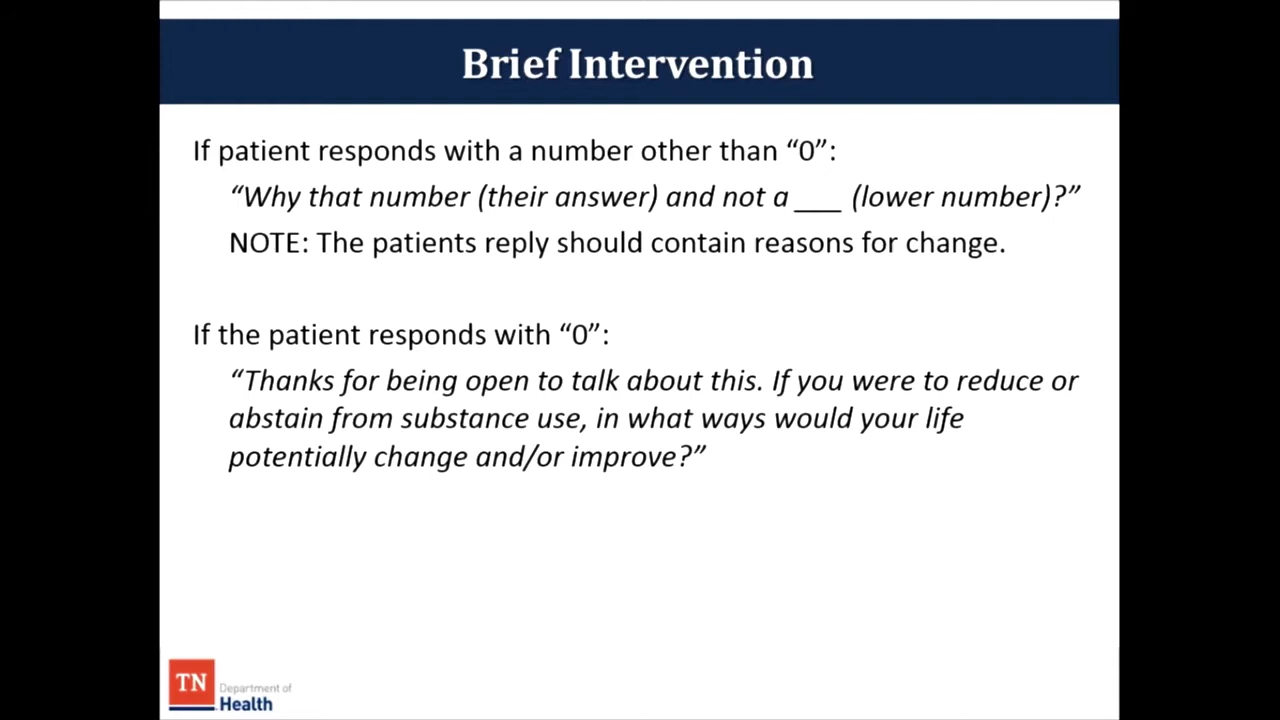 Brief Intervention
If patient responds with a number other than “0”:
“Why that number (their answer) and not a ___ (lower number)?”
NOTE: The patients reply should contain reasons for change.
If the patient responds with “0”:
“Thanks for being open to talk about this. If you were to reduce or
abstain from substance use, in what ways would your life
potentially change and/or improve?”
TN
Department of
Health